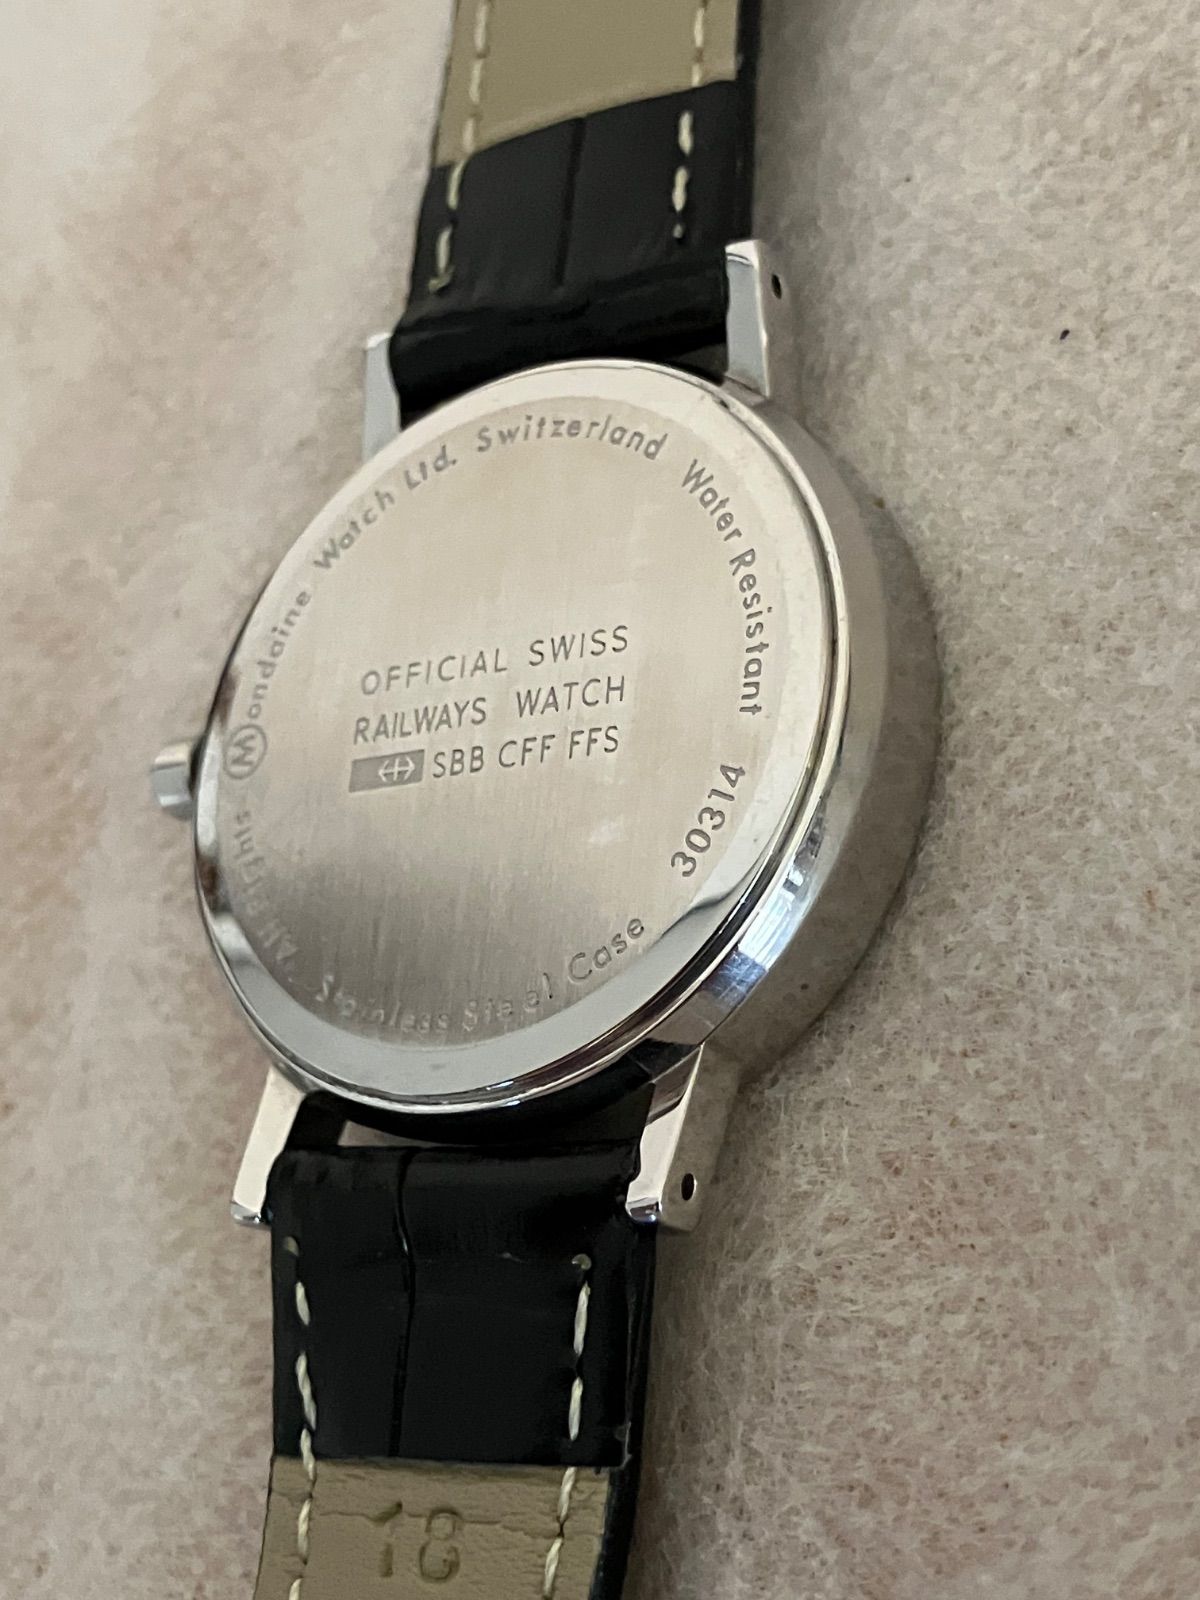 Mondaine Watch Ltd. Switzerland Water Resistant
30314
Stainless Steel Case
OFFICIAL SWISS
RAILWAYS WATCH
SBB CFF FFS
18